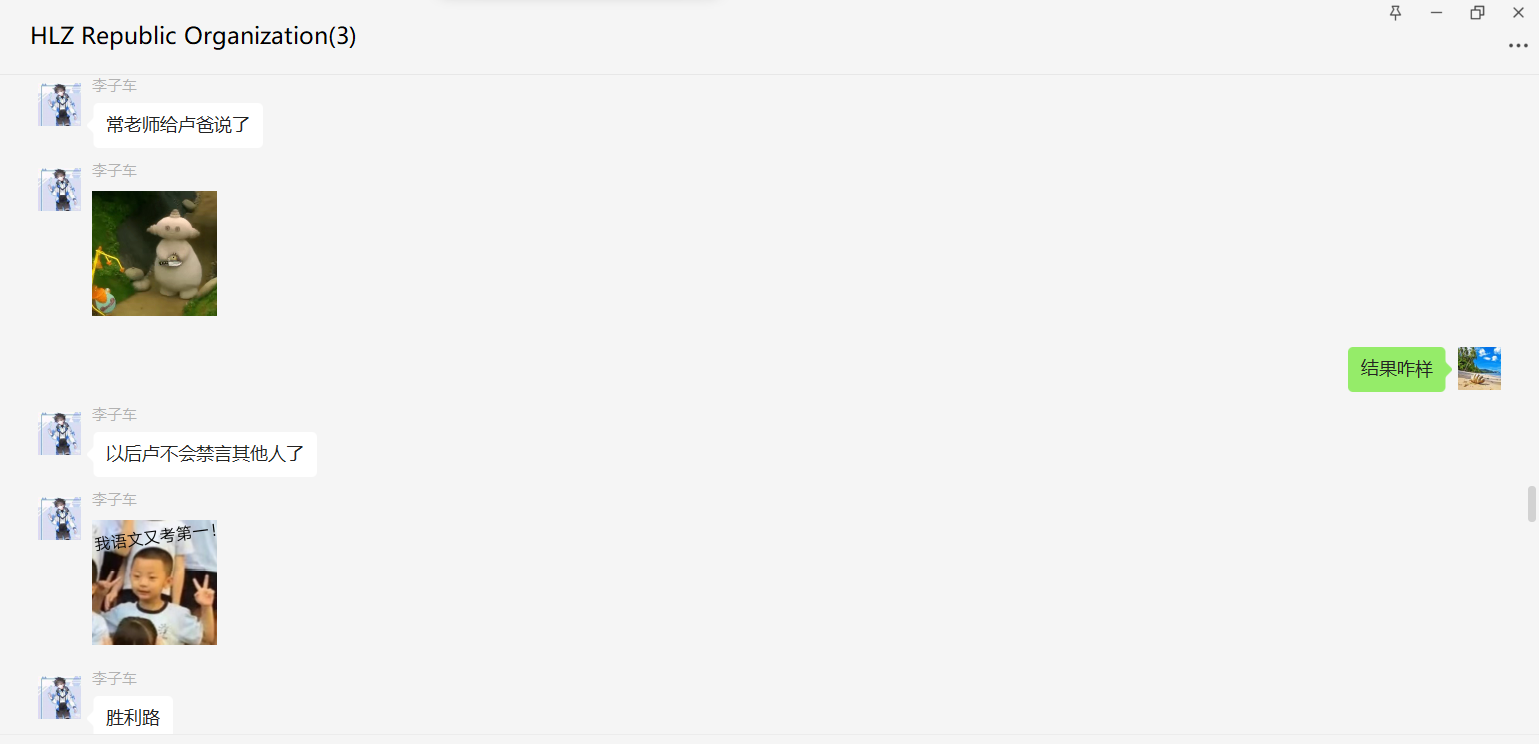 HLZ Republic Organization(3)
李子车
常老师给卢爸说了
李子车
结果咋样
李子车
以后卢不会禁言其他人了
李子车
我语文又考第一!
李子车
胜利路